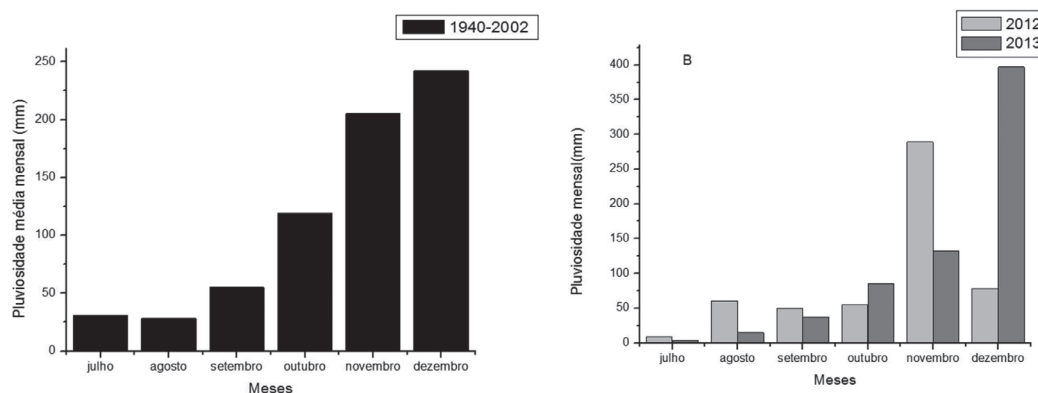 1940-2002
Pluviosidade média mensal (mm)
250
200
150
100
50
0
julho agosto setembro outubro novembro dezembro
Meses
2012
2013
B
Pluviosidade mensal(mm)
400
350
300
250
200
150
100
50
0
julho agosto setembro outubro novembro dezembro
Meses